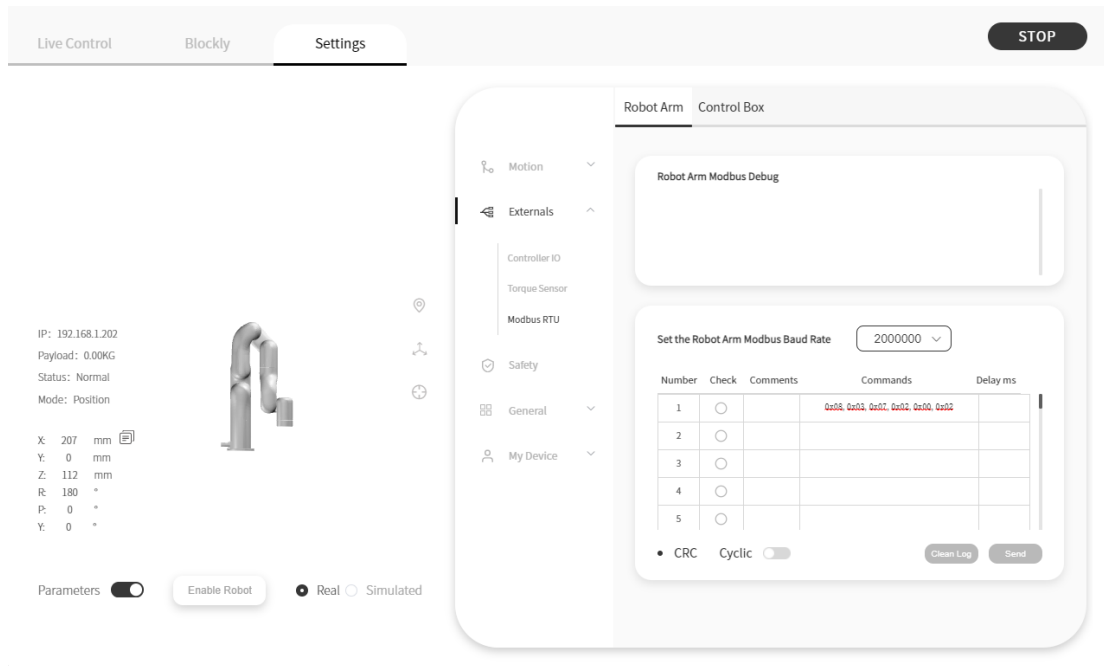 Live Control
Blockly
Settings
STOP
Robot Arm Control Box
Motion
Externals
Controller IO
Torque Sensor
Modbus RTU
Safety
General
My Device
Robot Arm Modbus Debug
Set the Robot Arm Modbus Baud Rate 2000000
Number Check Comments Commands Delay ms
1 0x08, 0x03, 0x07, 0x02, 0x00, 0x02
2
3
4
5
CRC Cyclic Clean Log Send
IP: 192.168.1.202
Payload: 0.00KG
Status: Normal
Mode: Position
X: 207 mm
Y: 0 mm
Z: 112 mm
R: 180 °
P: 0 °
Y: 0 °
Parameters Enable Robot Real Simulated